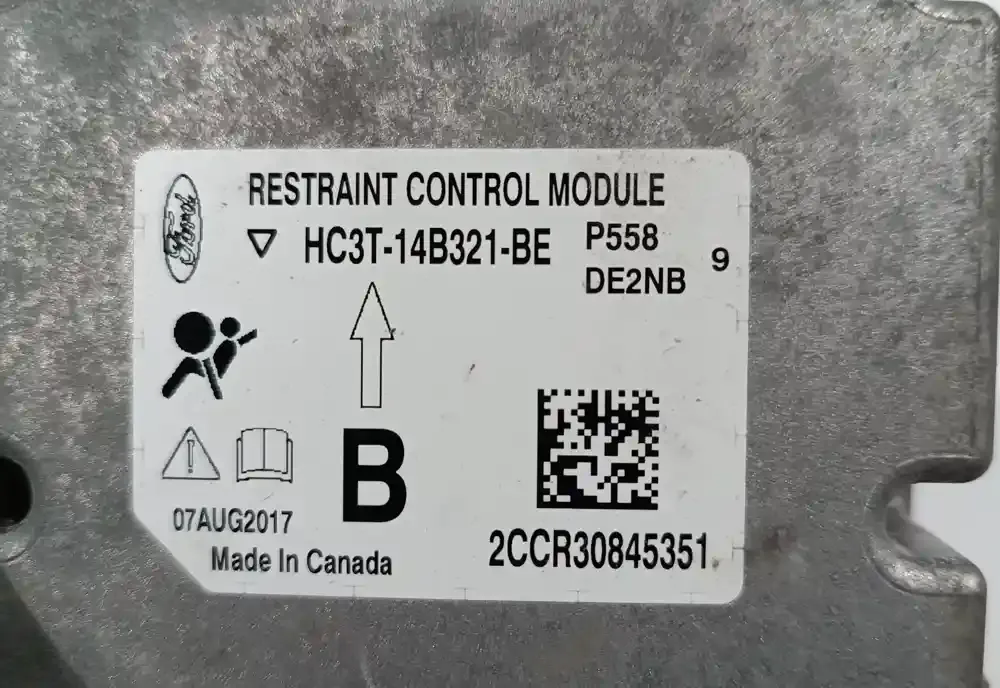 Ford
RESTRAINT CONTROL MODULE
HC3T-14B321-BE
P558
DE2NB
9
B
07AUG2017
Made In Canada
2CCR30845351